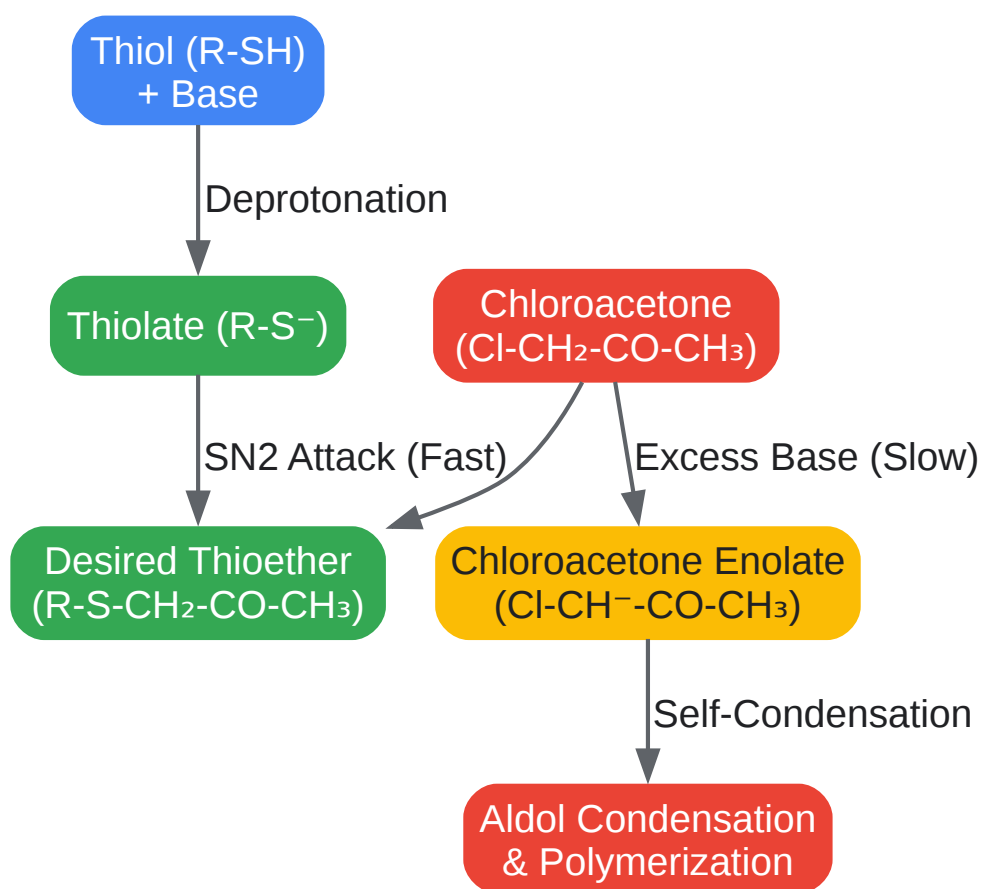 Thiol (R-SH)
+ Base
Deprotonation
Thiolate (R-S⁻)
Chloroacetone
(Cl-CH₂-CO-CH₃)
SN2 Attack (Fast)
Excess Base (Slow)
Desired Thioether
(R-S-CH₂-CO-CH₃)
Chloroacetone Enolate
(Cl-CH⁻-CO-CH₃)
Self-Condensation
Aldol Condensation
& Polymerization